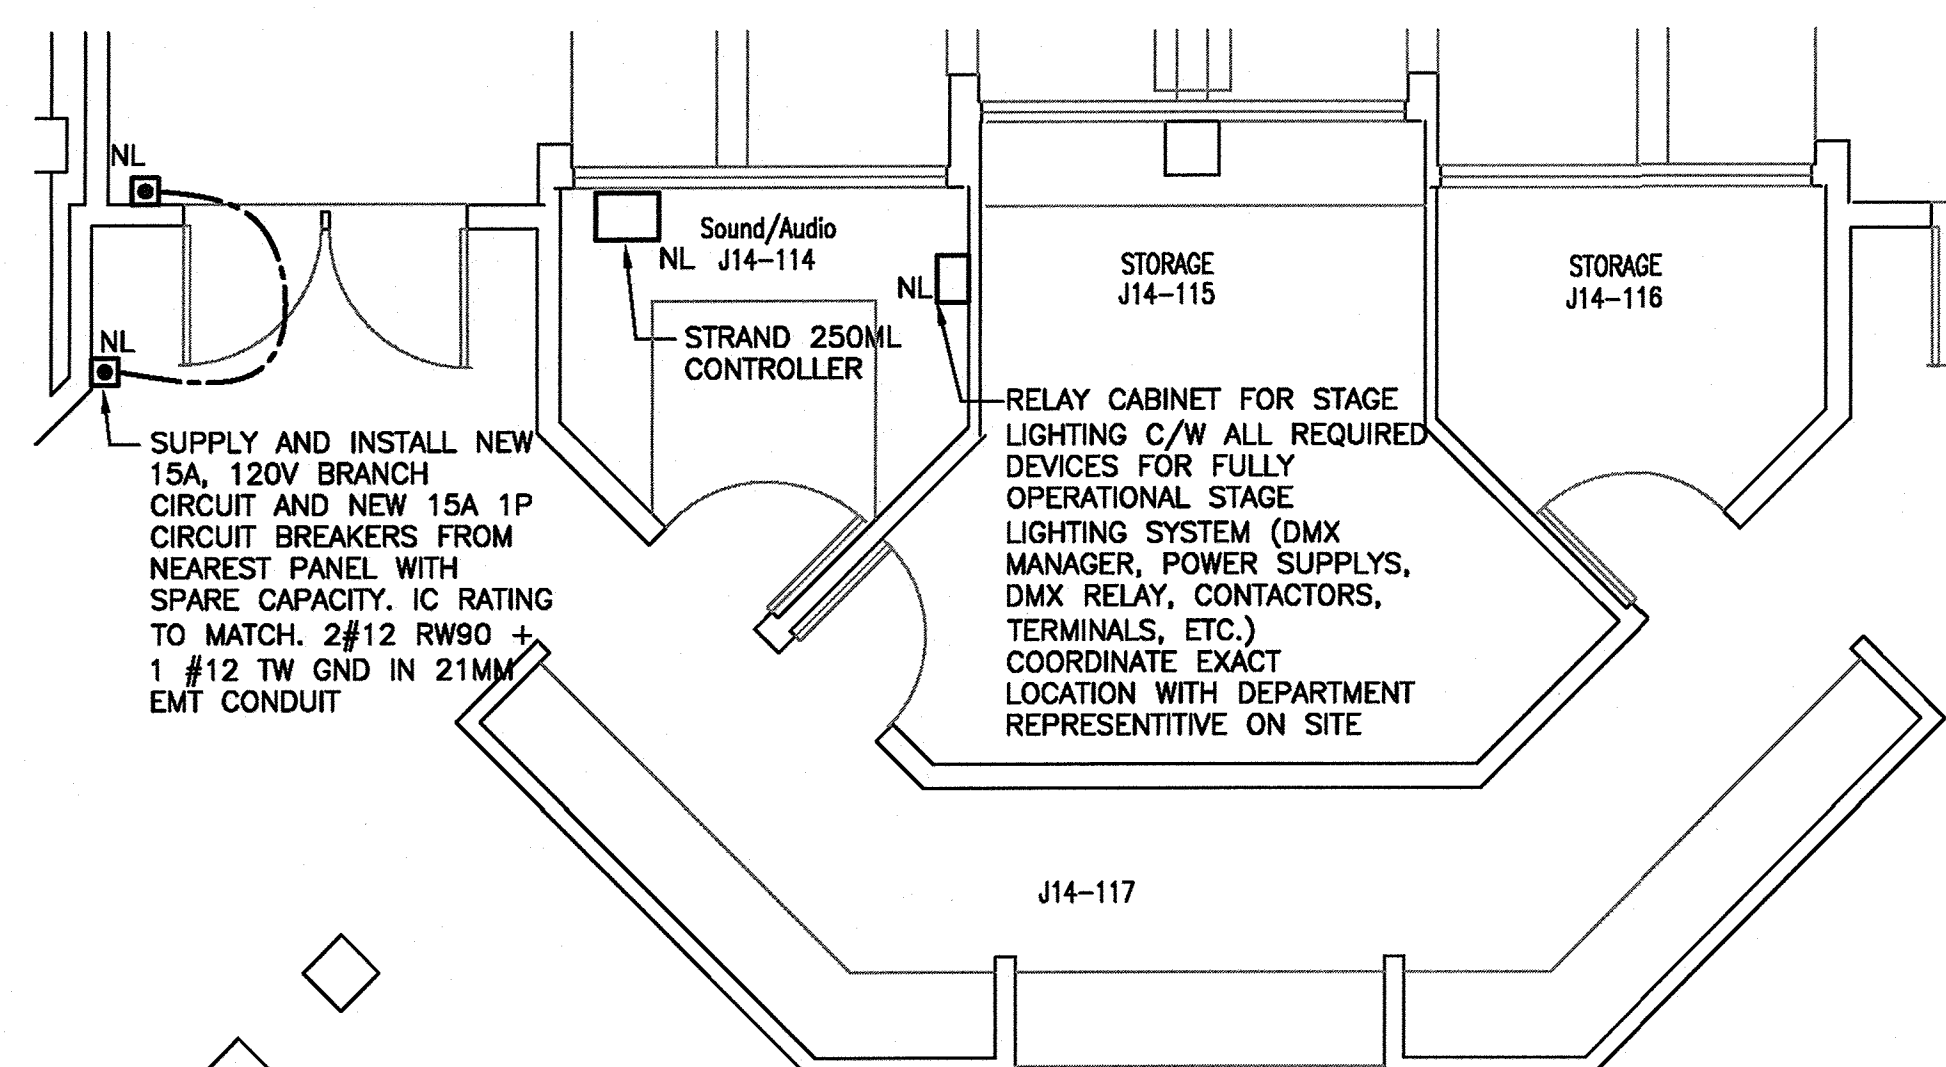 NL
NL
SUPPLY AND INSTALL NEW
15A, 120V BRANCH
CIRCUIT AND NEW 15A 1P
CIRCUIT BREAKERS FROM
NEAREST PANEL WITH
SPARE CAPACITY. IC RATING
TO MATCH. 2#12 RW90 +
1 #12 TW GND IN 21MM
EMT CONDUIT
Sound/Audio
J14-114
NL
STRAND 250ML
CONTROLLER
NL
STORAGE
J14-115
RELAY CABINET FOR STAGE
LIGHTING C/W ALL REQUIRED
DEVICES FOR FULLY
OPERATIONAL STAGE
LIGHTING SYSTEM (DMX
MANAGER, POWER SUPPLYS,
DMX RELAY, CONTACTORS,
TERMINALS, ETC.)
COORDINATE EXACT
LOCATION WITH DEPARTMENT
REPRESENTITIVE ON SITE
STORAGE
J14-116
J14-117